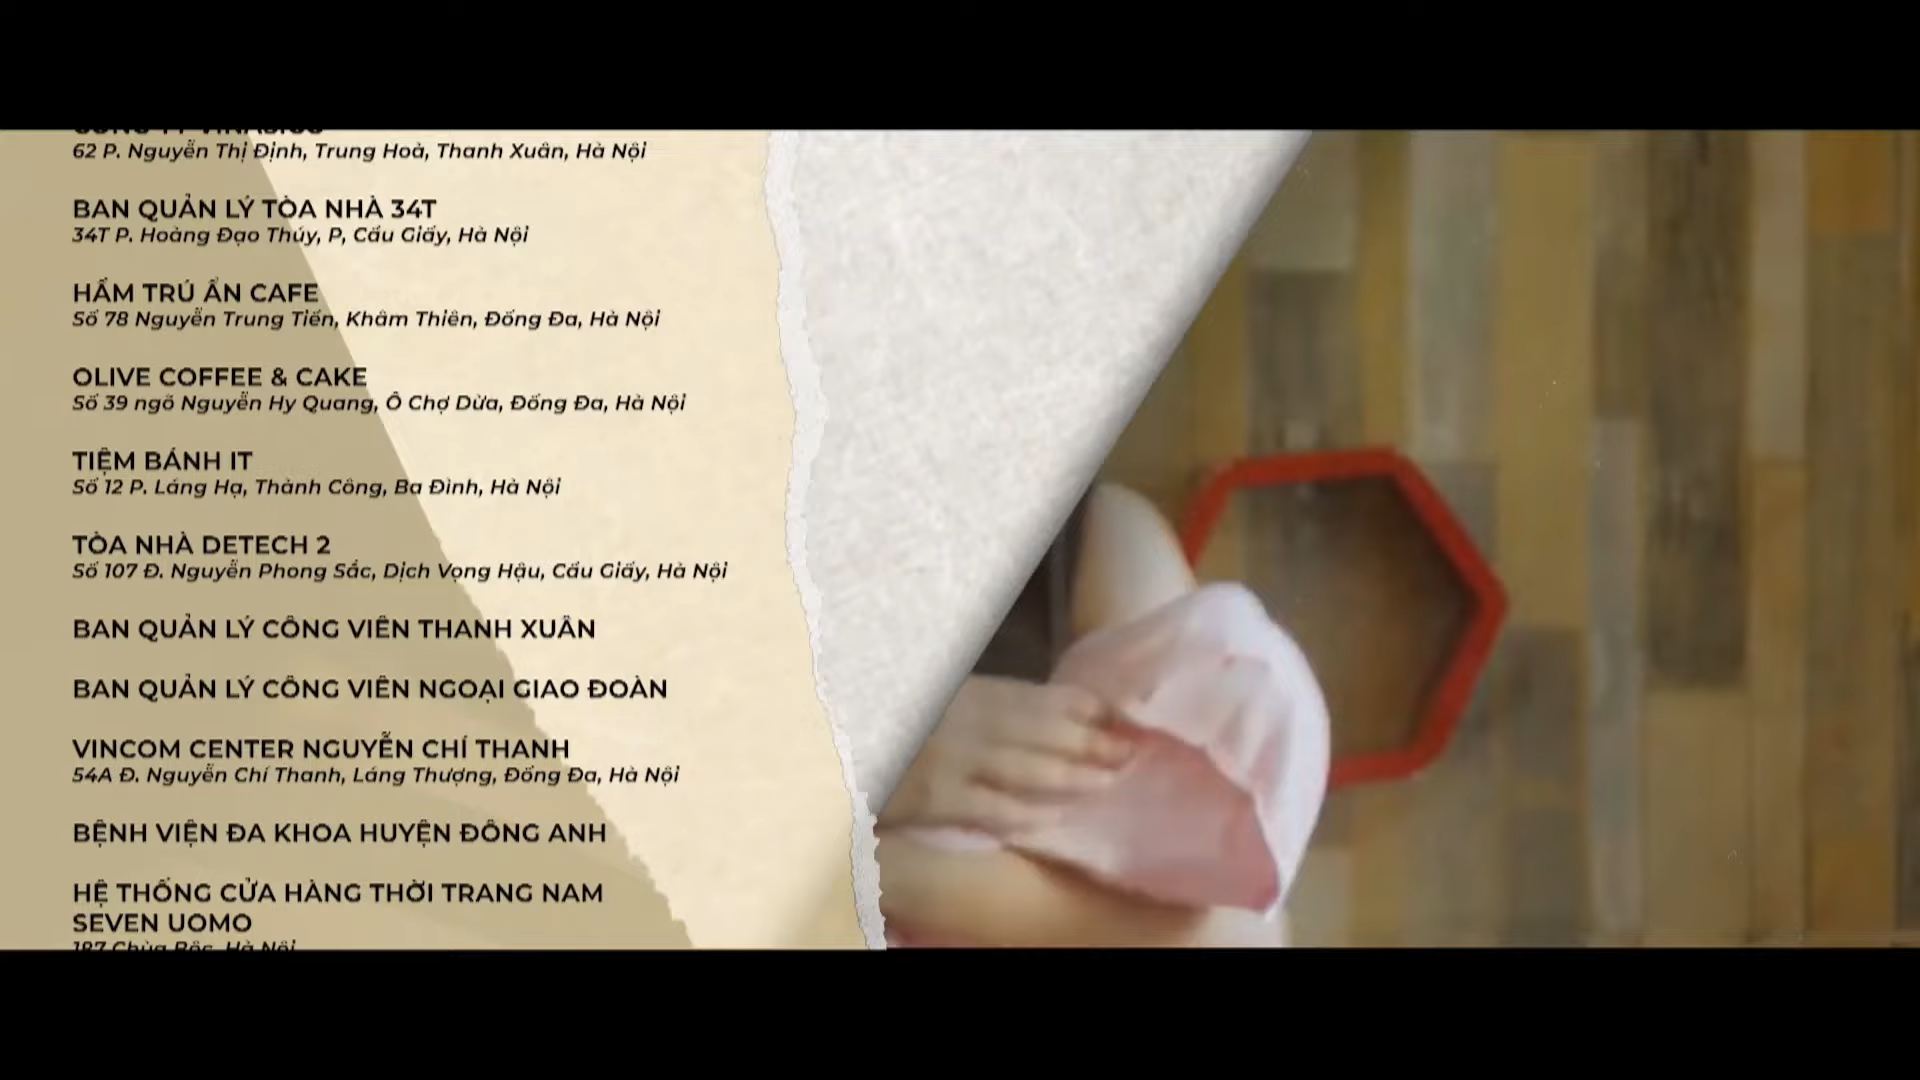 62 P. Nguyễn Thị Định, Trung Hoà, Thanh Xuân, Hà Nội
BAN QUẢN LÝ TÒA NHÀ 34T
34T P. Hoàng Đạo Thúy, P, Cầu Giấy, Hà Nội
HẦM TRÚ ẨN CAFE
Số 78 Nguyễn Trung Tiến, Khâm Thiên, Đống Đa, Hà Nội
OLIVE COFFEE & CAKE
Số 39 ngõ Nguyễn Hy Quang, Ô Chợ Dừa, Đống Đa, Hà Nội
TIỆM BÁNH IT
Số 12 P. Láng Hạ, Thành Công, Ba Đình, Hà Nội
TÒA NHÀ DETECH 2
Số 107 Đ. Nguyễn Phong Sắc, Dịch Vọng Hậu, Cầu Giấy, Hà Nội
BAN QUẢN LÝ CÔNG VIÊN THANH XUÂN
BAN QUẢN LÝ CÔNG VIÊN NGOẠI GIAO ĐOÀN
VINCOM CENTER NGUYỄN CHÍ THANH
54A Đ. Nguyễn Chí Thanh, Láng Thượng, Đống Đa, Hà Nội
BỆNH VIỆN ĐA KHOA HUYỆN ĐÔNG ANH
HỆ THỐNG CỬA HÀNG THỜI TRANG NAM
SEVEN UOMO
187 Chùa Bộc, Hà Nội